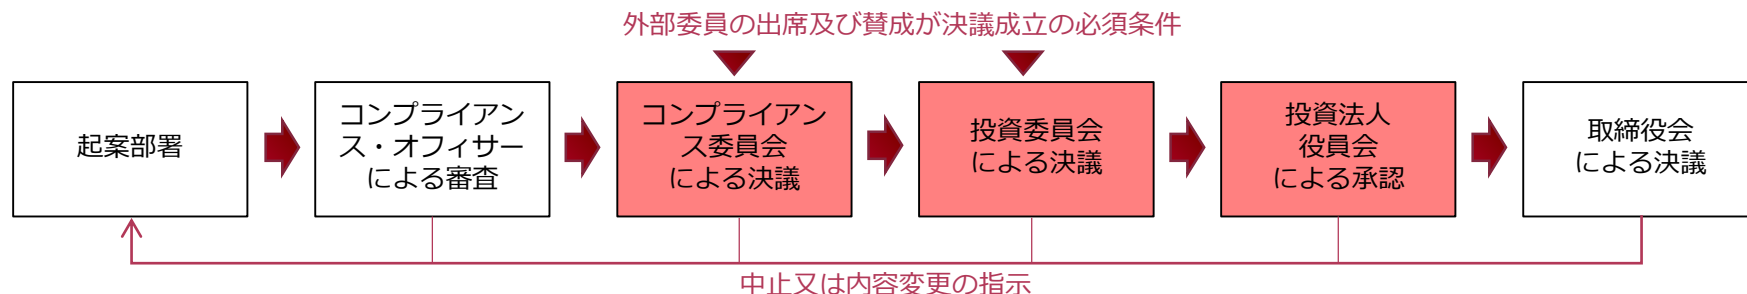 外部委員の出席及び賛成が決議成立の必須条件
起案部署
コンプライアン
ス・オフィサー
による審査
コンプライアン
ス委員会
による決議
投資委員会
による決議
投資法人
役員会
による承認
取締役会
による決議
中止又は内容変更の指示